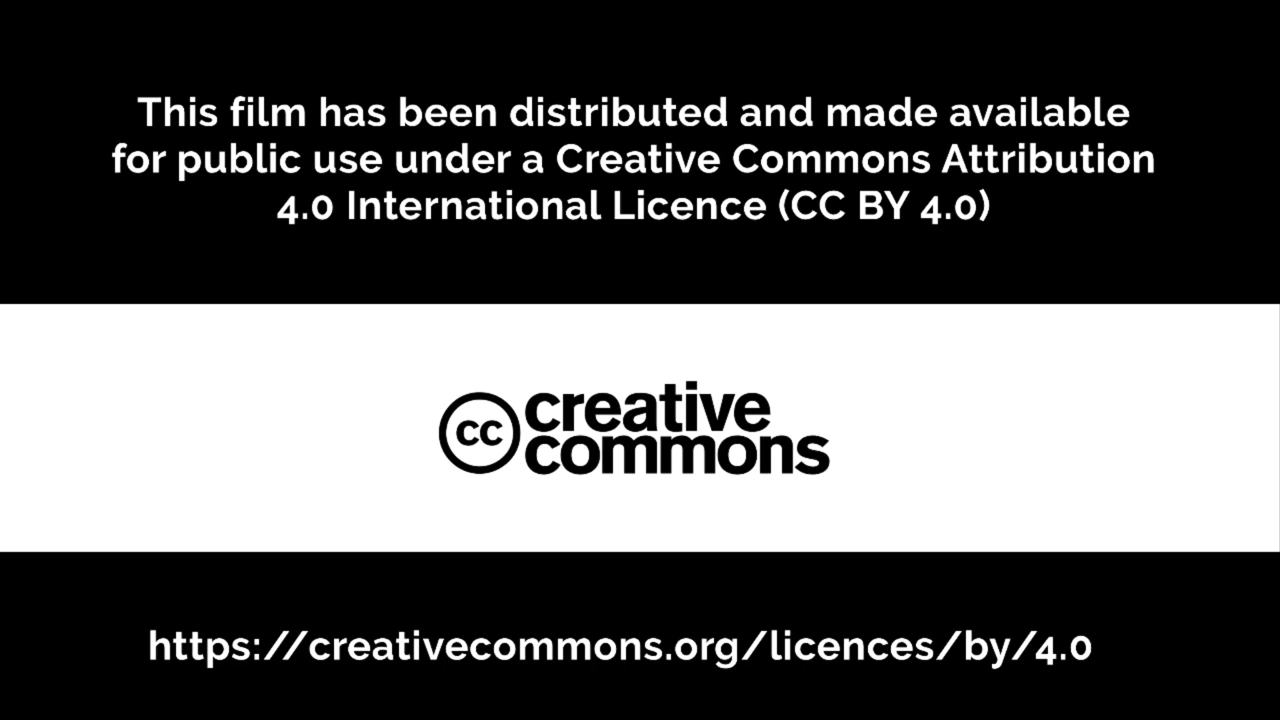 This film has been distributed and made available
for public use under a Creative Commons Attribution
4.0 International Licence (CC BY 4.0)
cc creative
commons
https://creativecommons.org/licences/by/4.0